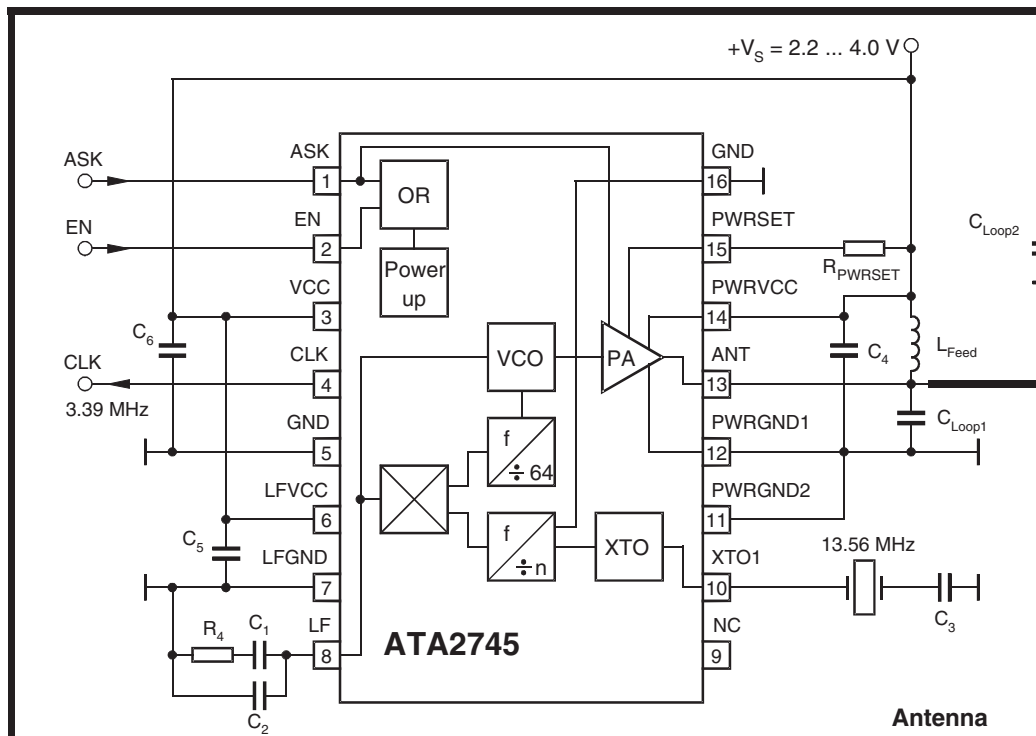 +VS = 2.2 ... 4.0 V
ASK
EN
CLK
3.39 MHz
C6
C5
R4
C1
C2
ASK
1
EN
2
VCC
3
CLK
4
GND
5
LFVCC
6
LFGND
7
LF
8
OR
Power
up
VCO
PA
f
÷ 64
f
÷ n
XTO
ATA2745
GND
16
PWRSET
15
PWRVCC
14
ANT
13
PWRGND1
12
PWRGND2
11
XTO1
10
NC
9
RPWRSET
C4
LFeed
CLoop1
CLoop2
13.56 MHz
C3
Antenna